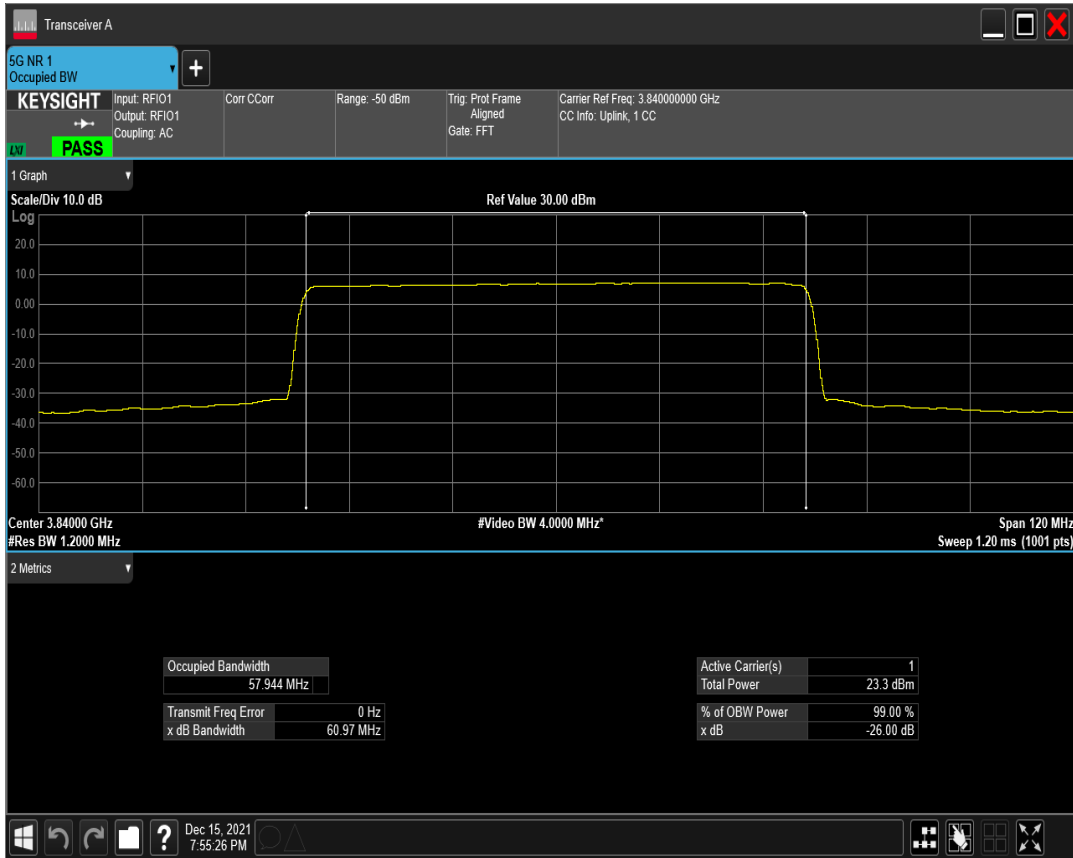 Transceiver A
5G NR 1
Occupied BW
KEYSIGHT
LXI
PASS
Input: RFIO1
Output: RFIO1
Coupling: AC
Corr CCorr
Range: -50 dBm
Trig: Prot Frame
Aligned
Gate: FFT
Carrier Ref Freq: 3.840000000 GHz
CC Info: Uplink, 1 CC
1 Graph
Scale/Div 10.0 dB
Ref Value 30.00 dBm
Log
20.0
10.0
0.00
-10.0
-20.0
-30.0
-40.0
-50.0
-60.0
Center 3.84000 GHz
#Video BW 4.0000 MHz*
Span 120 MHz
#Res BW 1.2000 MHz
Sweep 1.20 ms (1001 pts)
2 Metrics
Occupied Bandwidth
57.944 MHz
Transmit Freq Error 0 Hz
x dB Bandwidth 60.97 MHz
Active Carrier(s) 1
Total Power 23.3 dBm
% of OBW Power 99.00 %
x dB -26.00 dB
?
Dec 15, 2021
7:55:26 PM